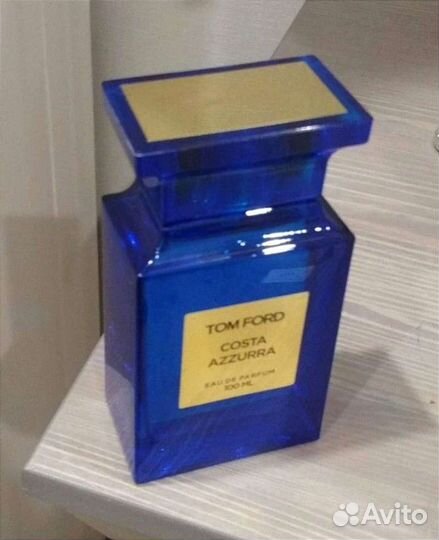 TOM FORD
COSTA
AZZURRA
EAU DE PARFUM
100 ML
Avito